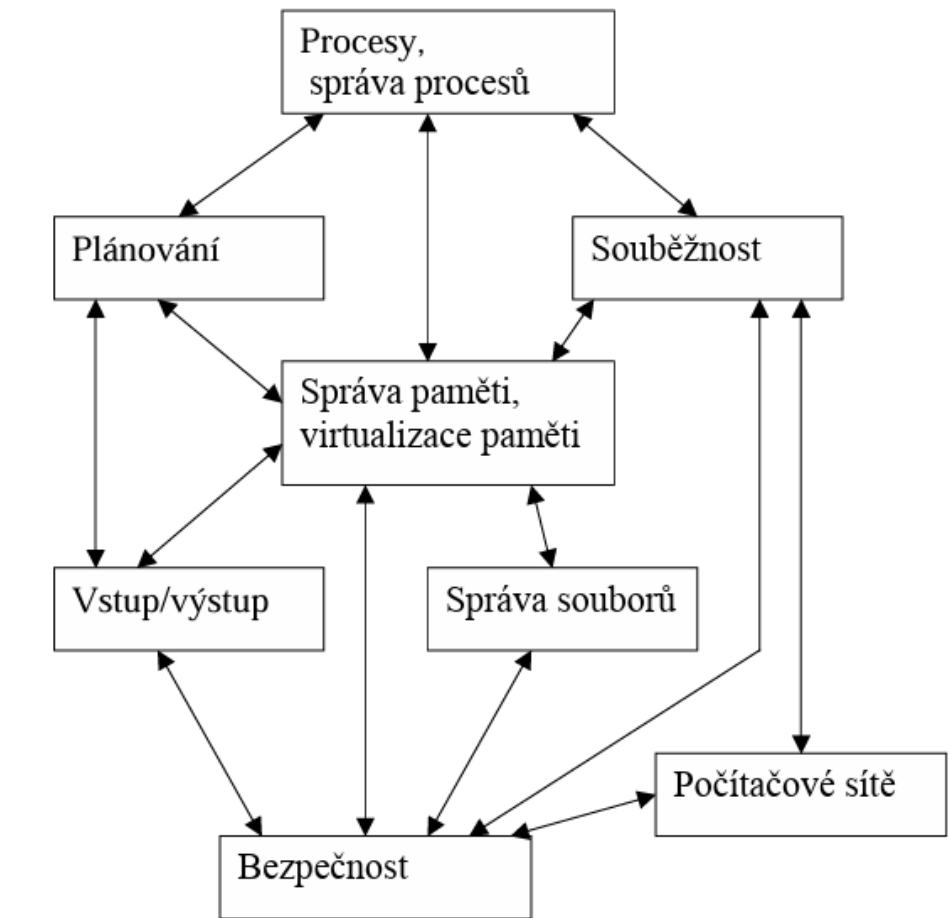 Procesy,
správa procesů
Plánování
Souběžnost
Správa paměti,
virtualizace paměti
Vstup/výstup
Správa souborů
Počítačové sítě
Bezpečnost